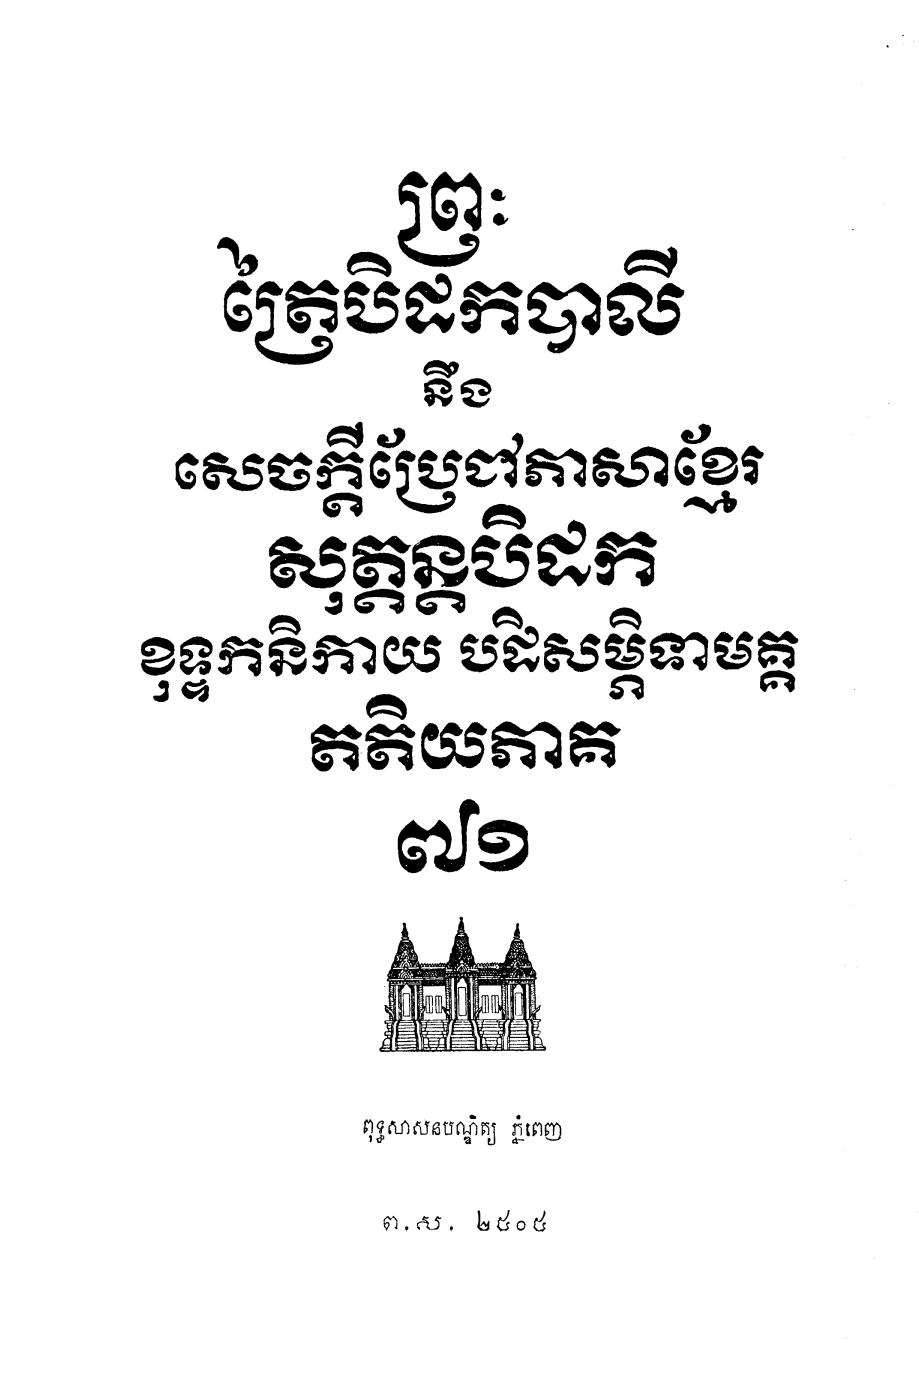 ព្រះ
ត្រៃបិដកបាលី
នឹង
សេចក្តីប្រែជាភាសាខ្មែរ
សុត្តន្តបិដក
ខុទ្ទកនិកាយ បដិសម្ភិទាមគ្គ
តតិយភាគ
៧១
ពុទ្ធសាសនបណ្ឌិត្យ ភ្នំពេញ
ព.ស. ២៥០៥